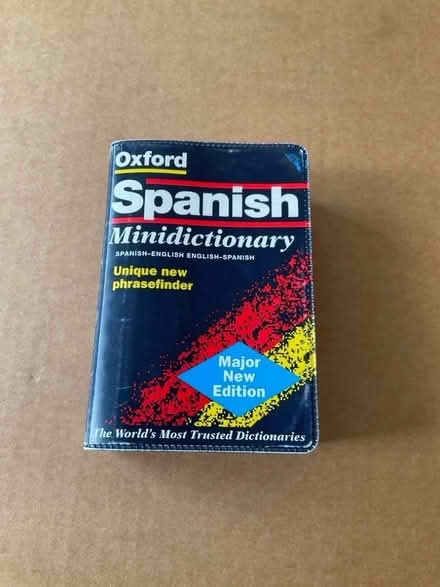 Oxford
Spanish
Minidictionary
SPANISH–ENGLISH ENGLISH–SPANISH
Unique new
phrasefinder
Major
New
Edition
The World's Most Trusted Dictionaries